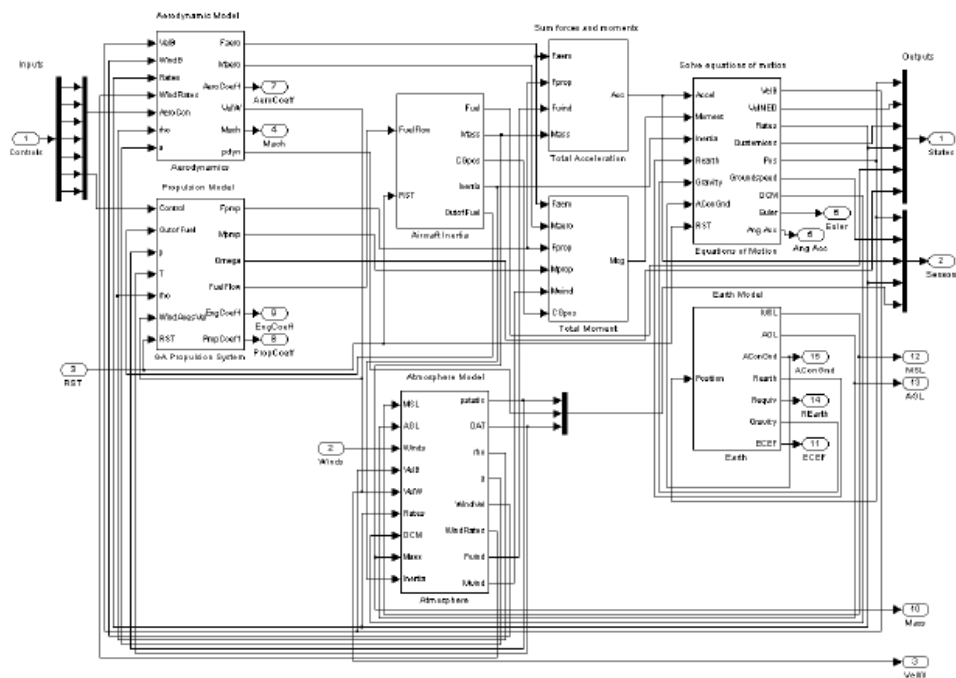 Aerodynamic Model
VelB
WindB
Rates
WindRates
AeroCon
rho
a
Faero
Maero
AeroCoeff
VelW
Mach
pdyn
Aerodynamics
7
AeroCoeff
4
Mach
Inputs
1
Controls
Propulsion Model
Control
OutofFuel
p
T
rho
WindAxesVel
RST
Fprop
Mprop
Omega
FuelFlow
EngCoeff
PropCoeff
GA Propulsion System
9
EngCoeff
8
PropCoeff
3
RST
FuelFlow
RST
Fuel
Mass
CGpos
Inertia
OutofFuel
Aircraft Inertia
Sum forces and moments
Faero
Fprop
Fwind
Mass
Acc
Total Acceleration
Faero
Maero
Fprop
Mprop
Mwind
CGpos
Mcg
Total Moment
Solve equations of motion
Accel
Moment
Inertia
Rearth
Gravity
AConGnd
RST
VelB
VelNED
Rates
Quaternions
Pos
Groundspeed
DCM
Euler
Ang Acc
Equations of Motion
Euler
Ang Acc
Outputs
1
States
2
Sensors
Earth Model
Position
MSL
AGL
AConGnd
Rearth
Requiv
Gravity
ECEF
Earth
15
AConGnd
14
REarth
11
ECEF
12
MSL
13
AGL
Atmosphere Model
MSL
AGL
Winds
VelB
VelW
Rates
DCM
Mass
Inertia
pstatic
OAT
rho
a
WindVel
WindRates
Fwind
Mwind
Atmosphere
2
Winds
10
Mass
3
VelW